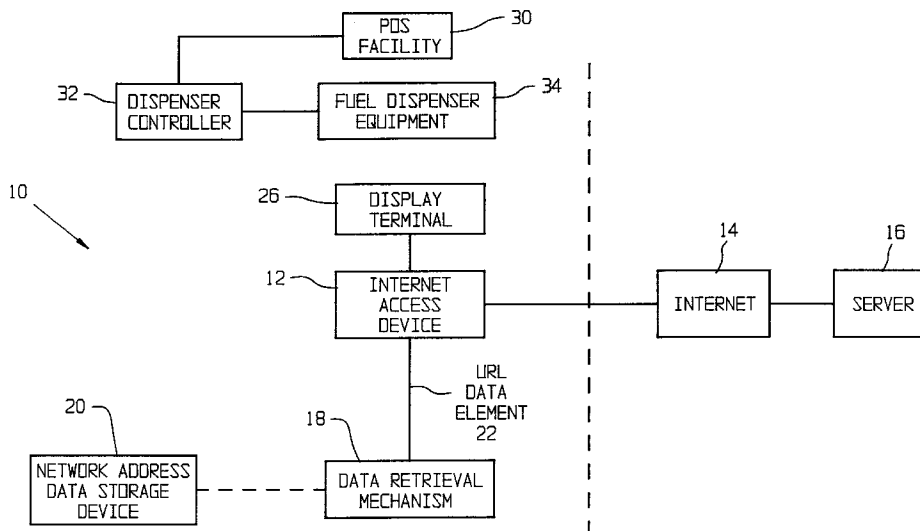 POS
FACILITY
30
32
DISPENSER
CONTROLLER
FUEL DISPENSER
EQUIPMENT
34
10
26
DISPLAY
TERMINAL
12
INTERNET
ACCESS
DEVICE
14
INTERNET
16
SERVER
URL
DATA
ELEMENT
22
20
NETWORK ADDRESS
DATA STORAGE
DEVICE
18
DATA RETRIEVAL
MECHANISM